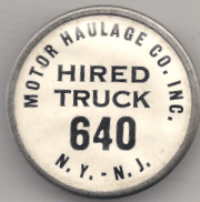 MOTOR HAULAGE CO. INC.
HIRED
TRUCK
640
N. Y. - N. J.